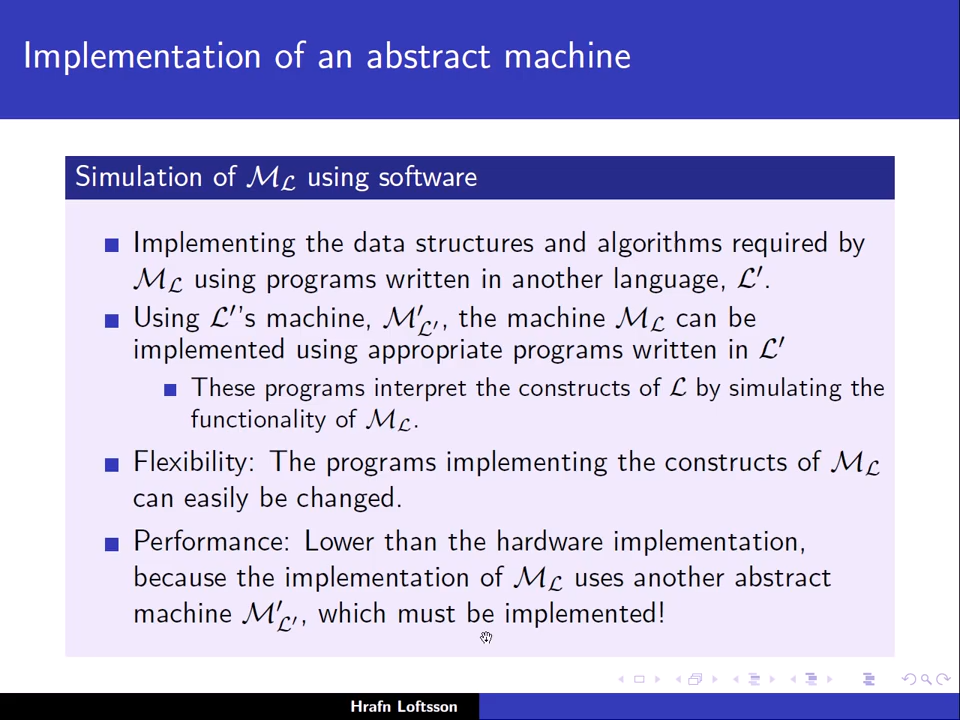 Implementation of an abstract machine
Simulation of ℳ_ℒ using software
Implementing the data structures and algorithms required by
ℳ_ℒ using programs written in another language, ℒ′.
Using ℒ′'s machine, ℳ′_ℒ′, the machine ℳ_ℒ can be
implemented using appropriate programs written in ℒ′
These programs interpret the constructs of ℒ by simulating the
functionality of ℳ_ℒ.
Flexibility: The programs implementing the constructs of ℳ_ℒ
can easily be changed.
Performance: Lower than the hardware implementation,
because the implementation of ℳ_ℒ uses another abstract
machine ℳ′_ℒ′, which must be implemented!
Hrafn Loftsson